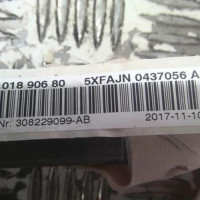 018 906 80 5XFAJN 0437056 A
Nr: 308229099-AB 2017-11-10